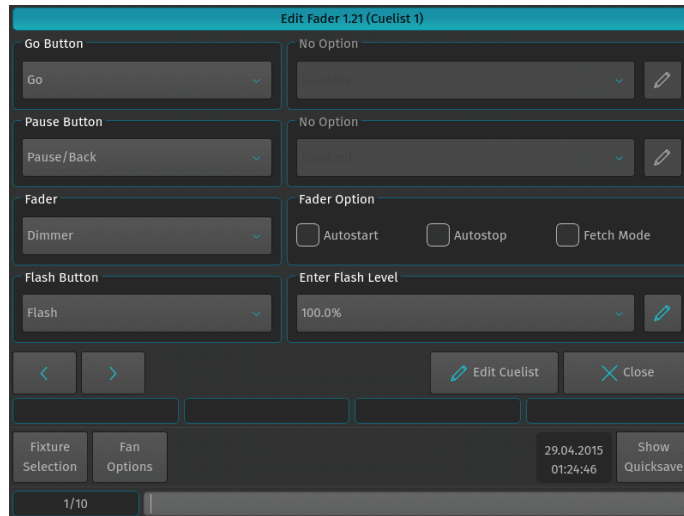 Edit Fader 1.21 (Cuelist 1)
Go Button
No Option
Go
Disabled
Pause Button
No Option
Pause/Back
Disabled
Fader
Fader Option
Dimmer
Autostart
Autostop
Fetch Mode
Flash Button
Enter Flash Level
Flash
100.0%
Edit Cuelist
Close
Fixture
Selection
Fan
Options
29.04.2015
01:24:46
Show
Quicksave
1/10